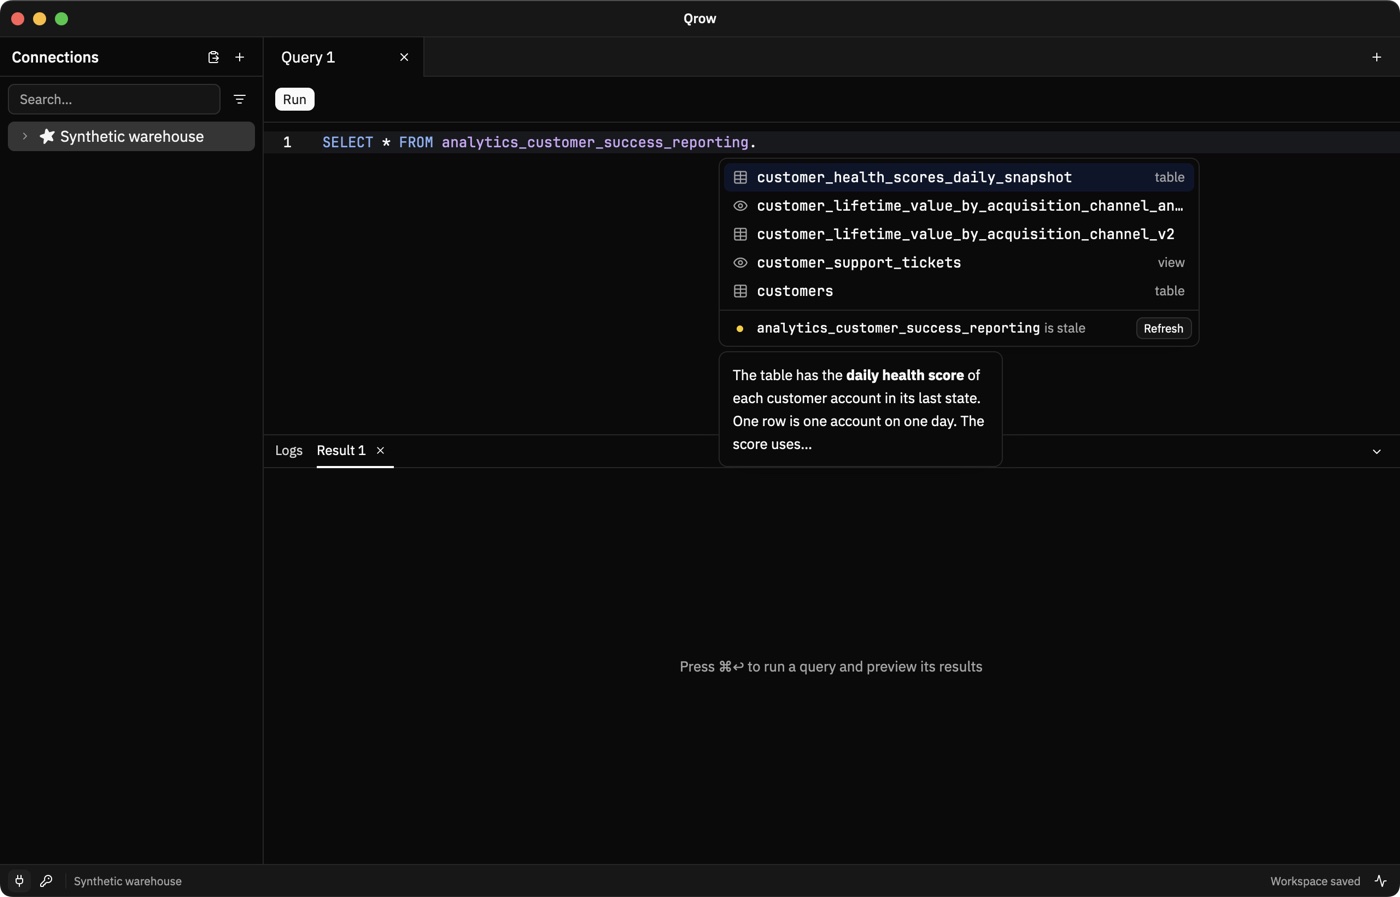 Qrow
Connections
Query 1
Search...
Run
Synthetic warehouse
1 SELECT * FROM analytics_customer_success_reporting.
customer_health_scores_daily_snapshot table
customer_lifetime_value_by_acquisition_channel_an…
customer_lifetime_value_by_acquisition_channel_v2
customer_support_tickets view
customers table
analytics_customer_success_reporting is stale Refresh
The table has the daily health score of
each customer account in its last state.
One row is one account on one day. The
score uses...
Logs Result 1
Press ⌘↩ to run a query and preview its results
Synthetic warehouse
Workspace saved